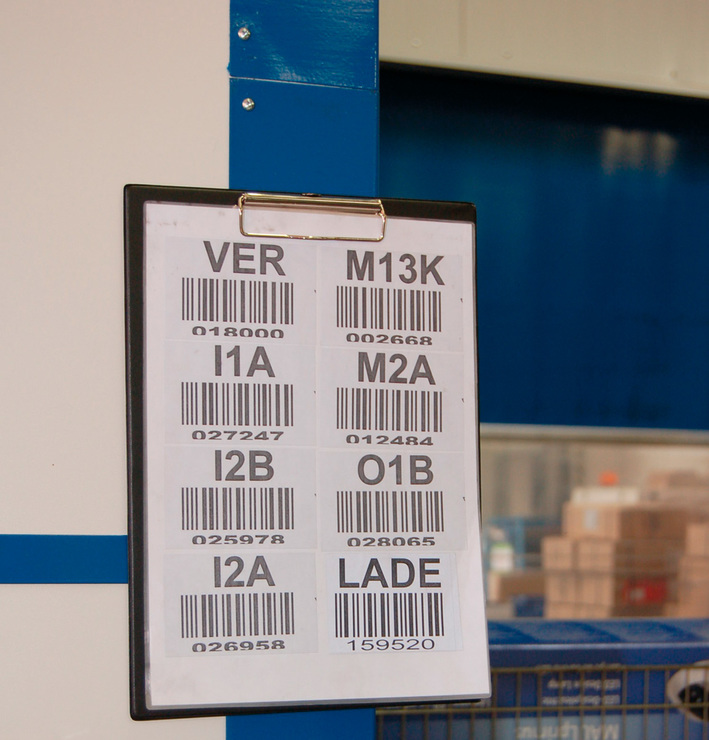 VER
018000
M13K
002668
I1A
027247
M2A
012484
I2B
025978
O1B
028065
I2A
026958
LADE
159520